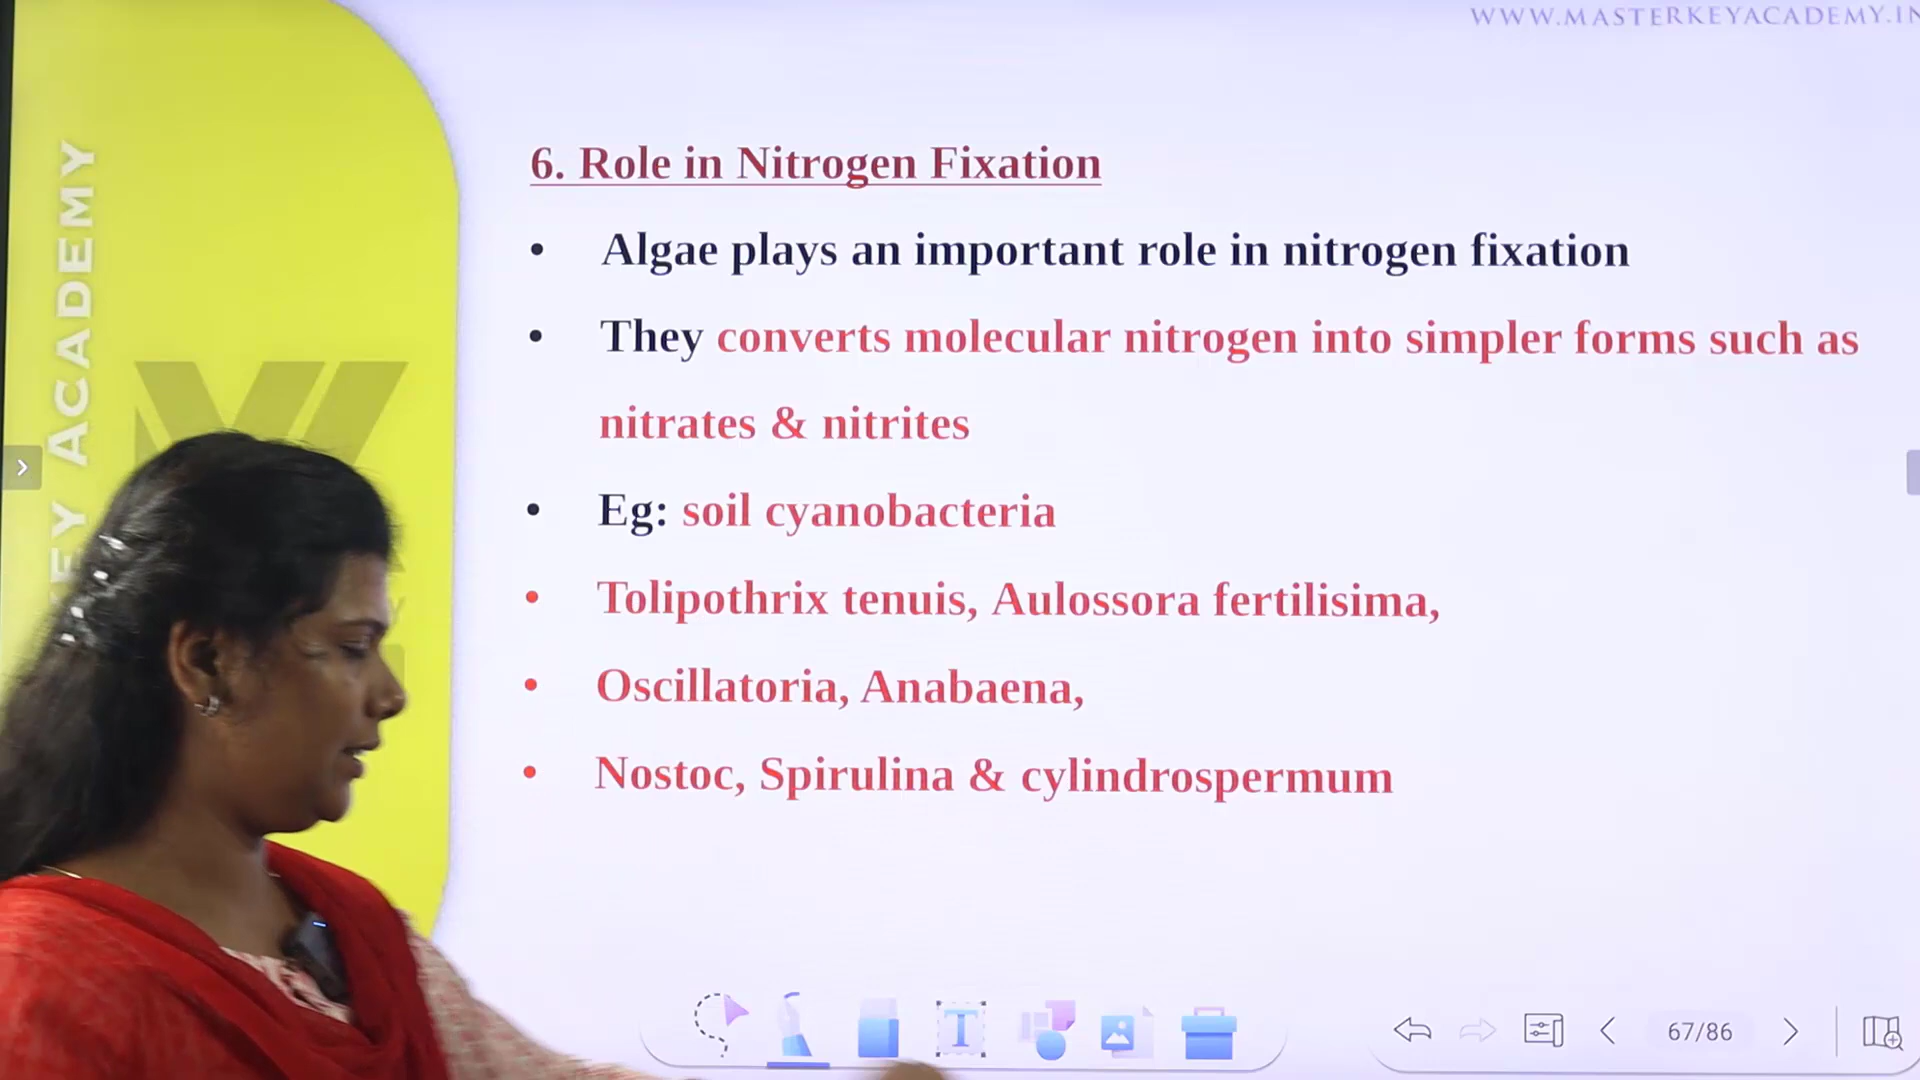 WWW.MASTERKEYACADEMY.IN
KEY ACADEMY
6. Role in Nitrogen Fixation
• Algae plays an important role in nitrogen fixation
• They converts molecular nitrogen into simpler forms such as
nitrates & nitrites
• Eg: soil cyanobacteria
• Tolipothrix tenuis, Aulossora fertilisima,
• Oscillatoria, Anabaena,
• Nostoc, Spirulina & cylindrospermum
T
67/86